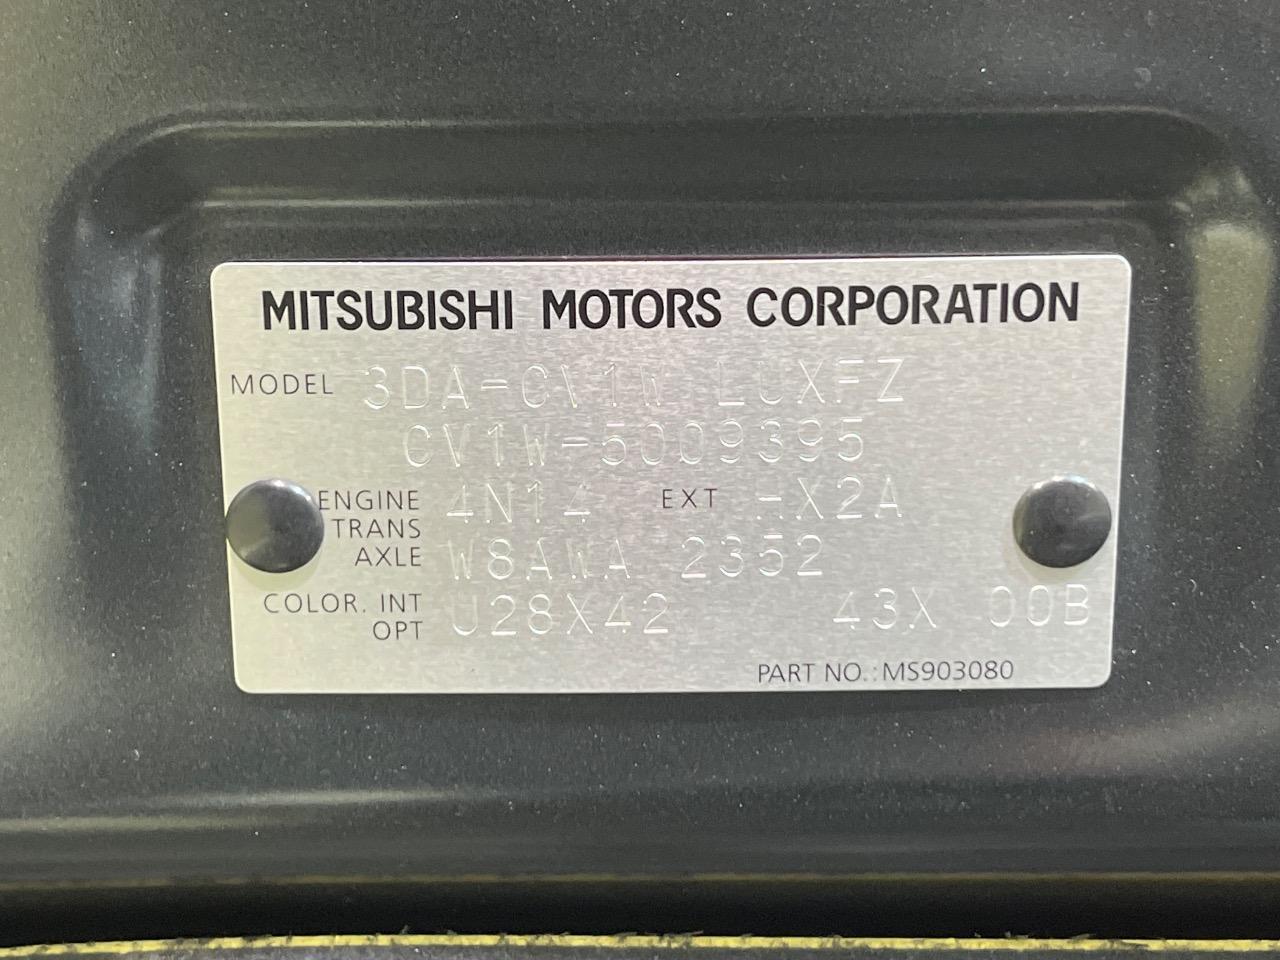 MITSUBISHI MOTORS CORPORATION
MODEL 3DA-CV1W LUXFZ
CV1W-5009395
ENGINE 4N14 EXT -X2A
TRANS
AXLE W8AWA 2352
COLOR. INT
OPT U28X42 43X 00B
PART NO.:MS903080